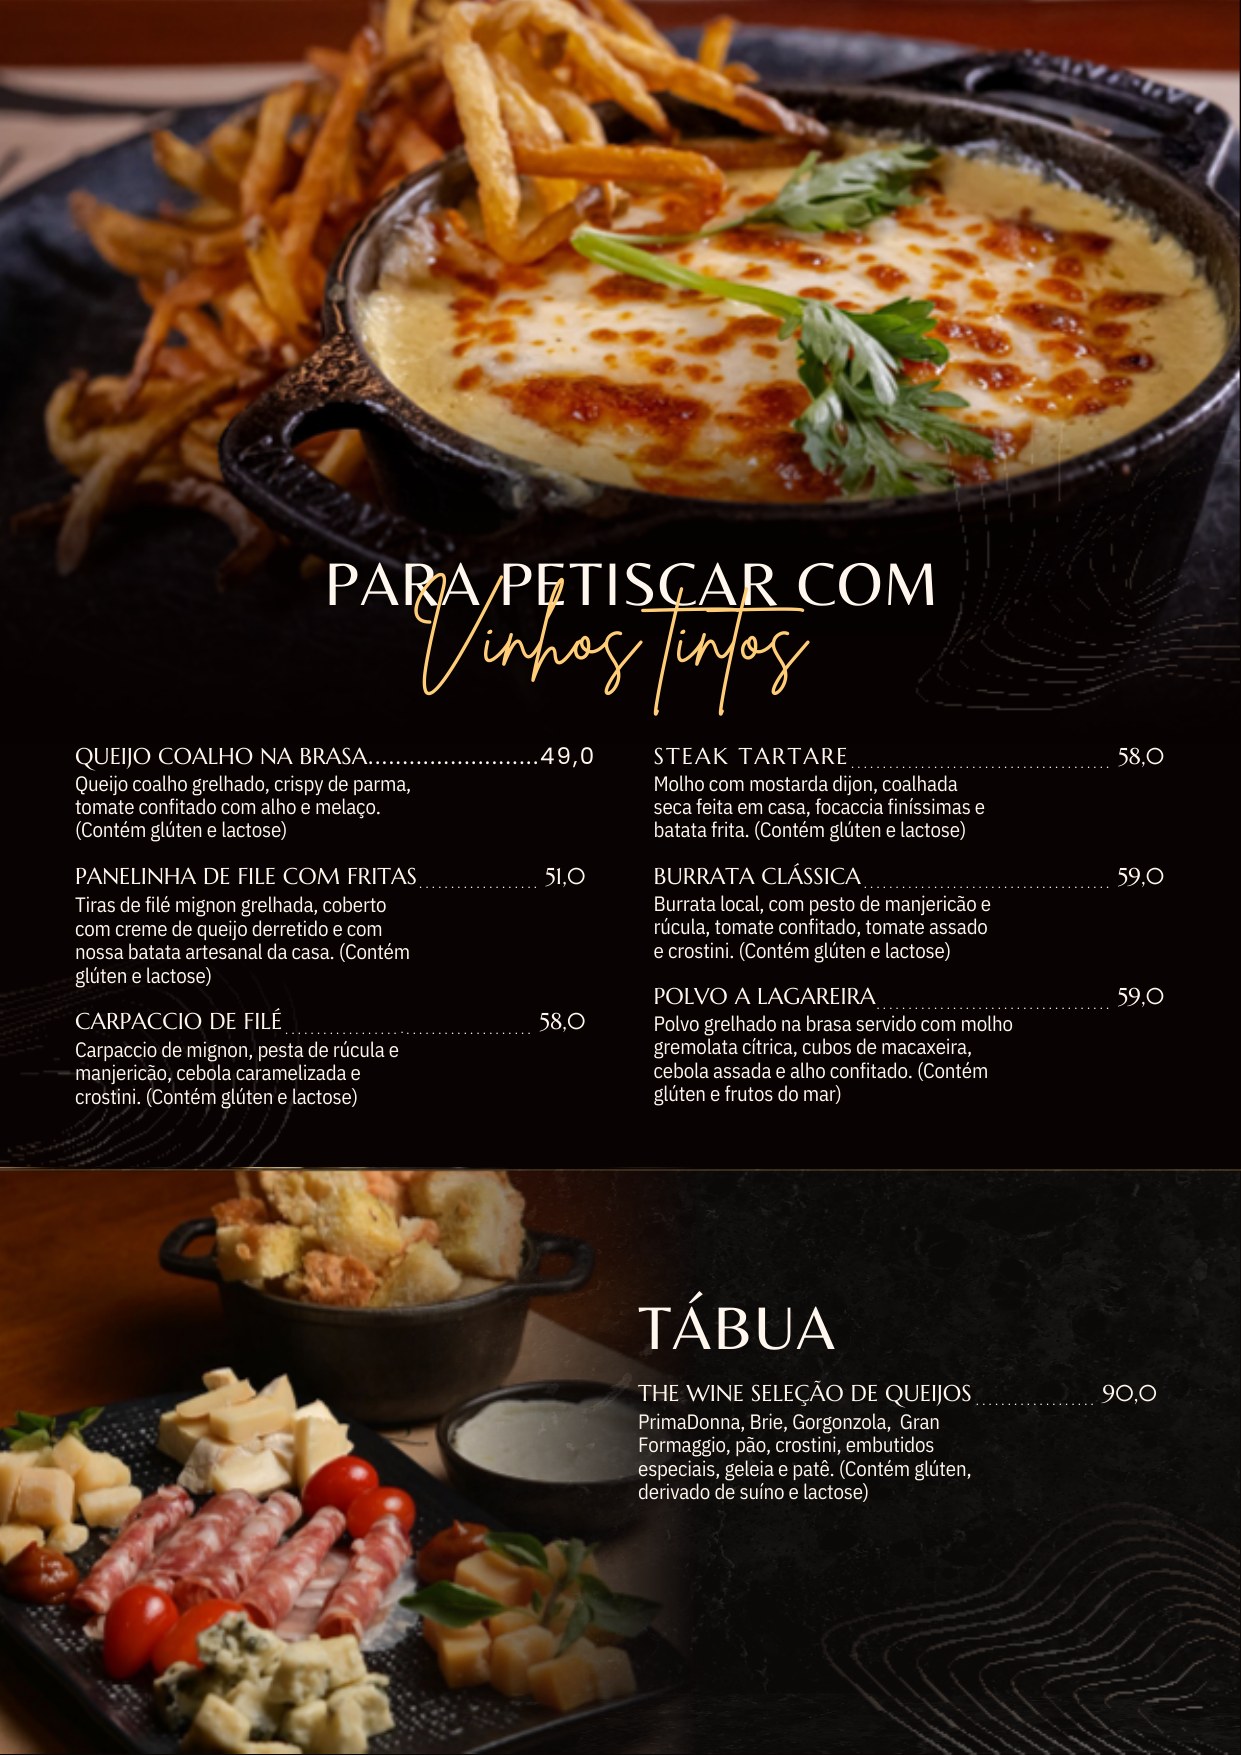 PARA PETISCAR COM
Vinhos tintos
QUEIJO COALHO NA BRASA........................49,0
Queijo coalho grelhado, crispy de parma,
tomate confitado com alho e melaço.
(Contém glúten e lactose)
PANELINHA DE FILE COM FRITAS.....................51,0
Tiras de filé mignon grelhada, coberto
com creme de queijo derretido e com
nossa batata artesanal da casa. (Contém
glúten e lactose)
CARPACCIO DE FILÉ..........................................58,0
Carpaccio de mignon, pesta de rúcula e
manjericão, cebola caramelizada e
crostini. (Contém glúten e lactose)
STEAK TARTARE.............................................58,0
Molho com mostarda dijon, coalhada
seca feita em casa, focaccia finíssimas e
batata frita. (Contém glúten e lactose)
BURRATA CLÁSSICA...........................................59,0
Burrata local, com pesto de manjericão e
rúcula, tomate confitado, tomate assado
e crostini. (Contém glúten e lactose)
POLVO A LAGAREIRA........................................59,0
Polvo grelhado na brasa servido com molho
gremolata cítrica, cubos de macaxeira,
cebola assada e alho confitado. (Contém
glúten e frutos do mar)
TÁBUA
THE WINE SELEÇÃO DE QUEIJOS.....................90,0
PrimaDonna, Brie, Gorgonzola, Gran
Formaggio, pão, crostini, embutidos
especiais, geleia e patê. (Contém glúten,
derivado de suíno e lactose)